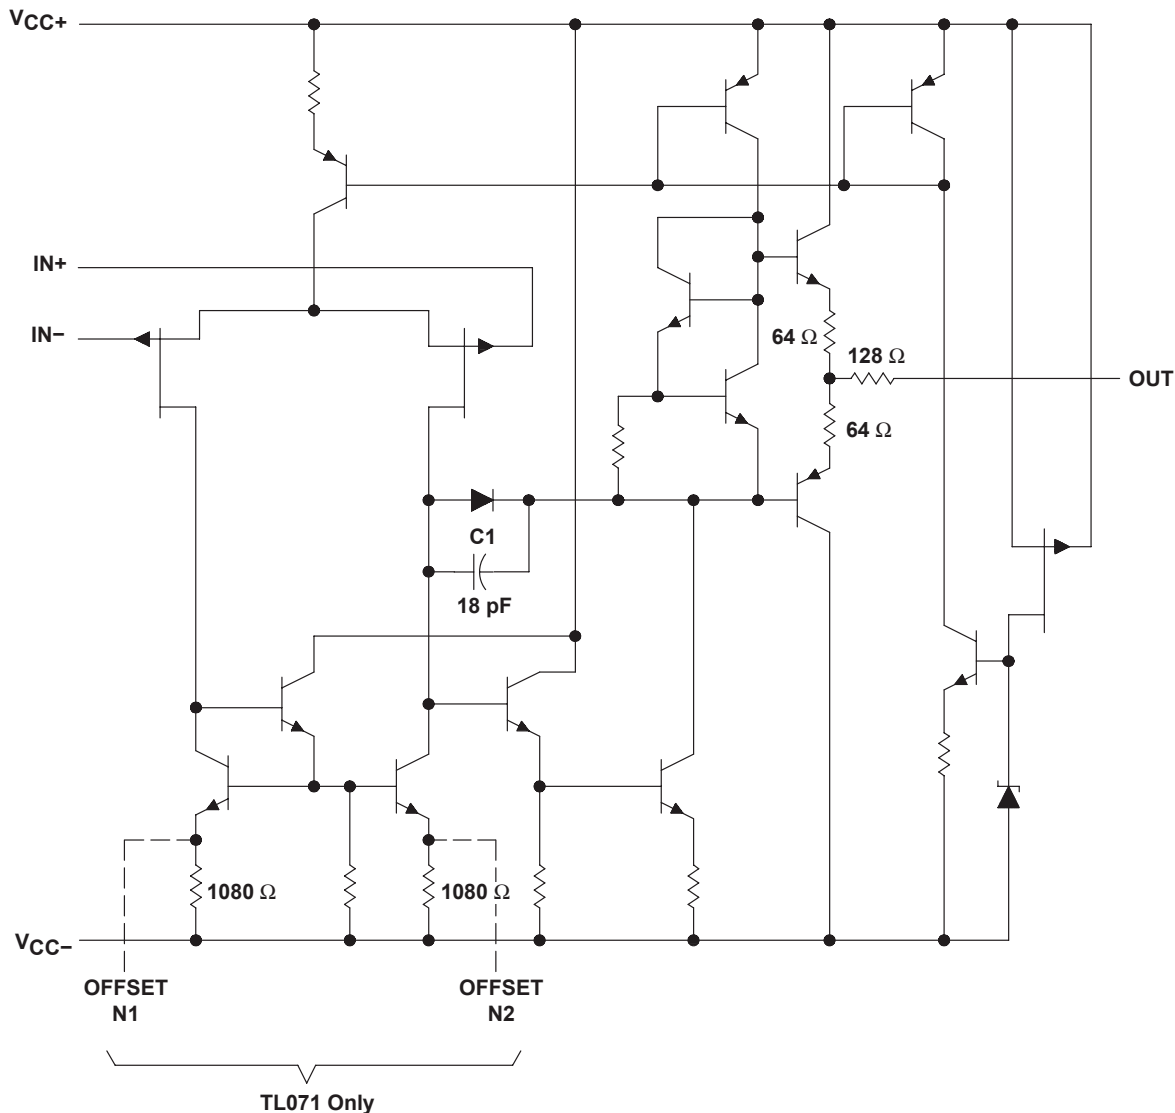 VCC+
IN+
IN−
64 Ω
128 Ω
OUT
64 Ω
C1
18 pF
1080 Ω
1080 Ω
VCC−
OFFSET
N1
OFFSET
N2
TL071 Only